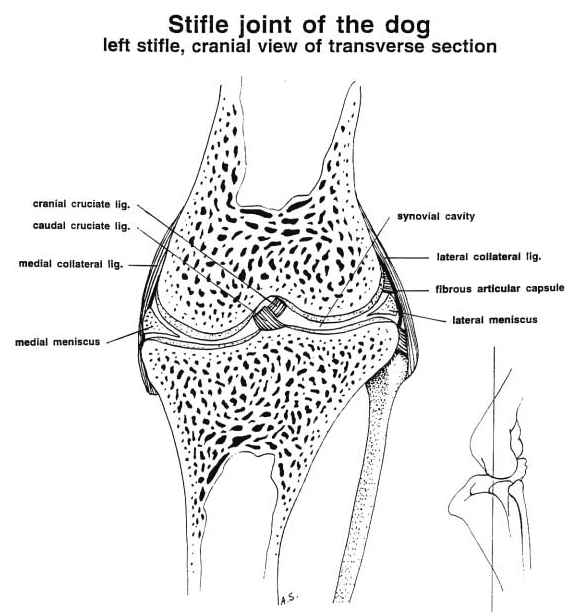 Stifle joint of the dog
left stifle, cranial view of transverse section
cranial cruciate lig.
caudal cruciate lig.
medial collateral lig.
medial meniscus
synovial cavity
lateral collateral lig.
fibrous articular capsule
lateral meniscus
A.S.